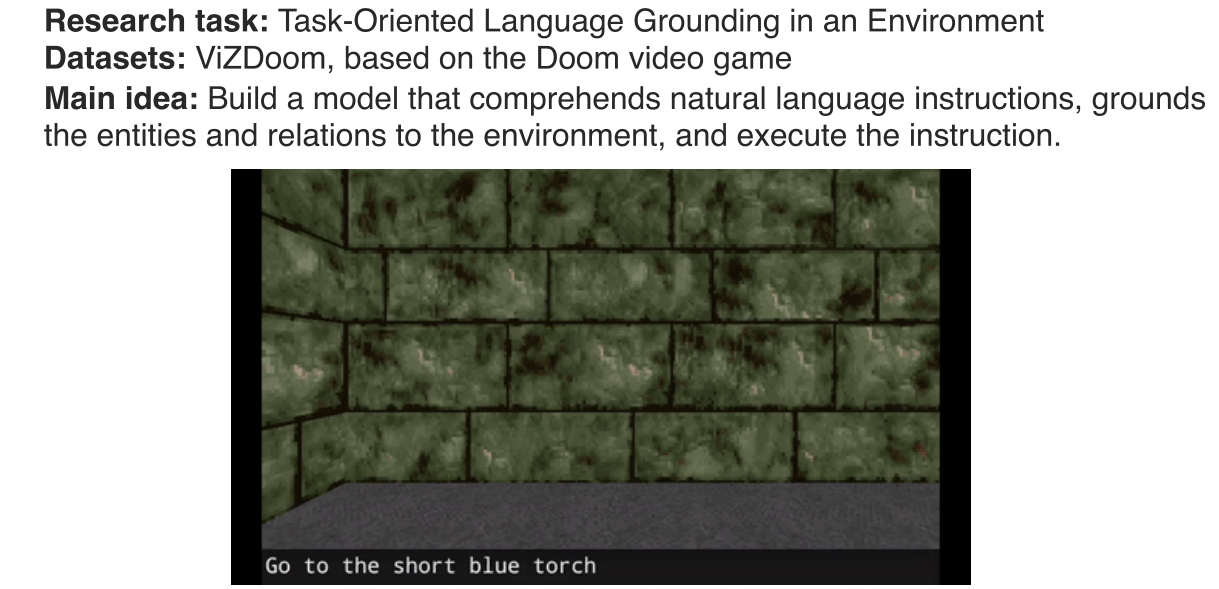 Research task: Task-Oriented Language Grounding in an Environment
Datasets: ViZDoom, based on the Doom video game
Main idea: Build a model that comprehends natural language instructions, grounds
the entities and relations to the environment, and execute the instruction.
Go to the short blue torch